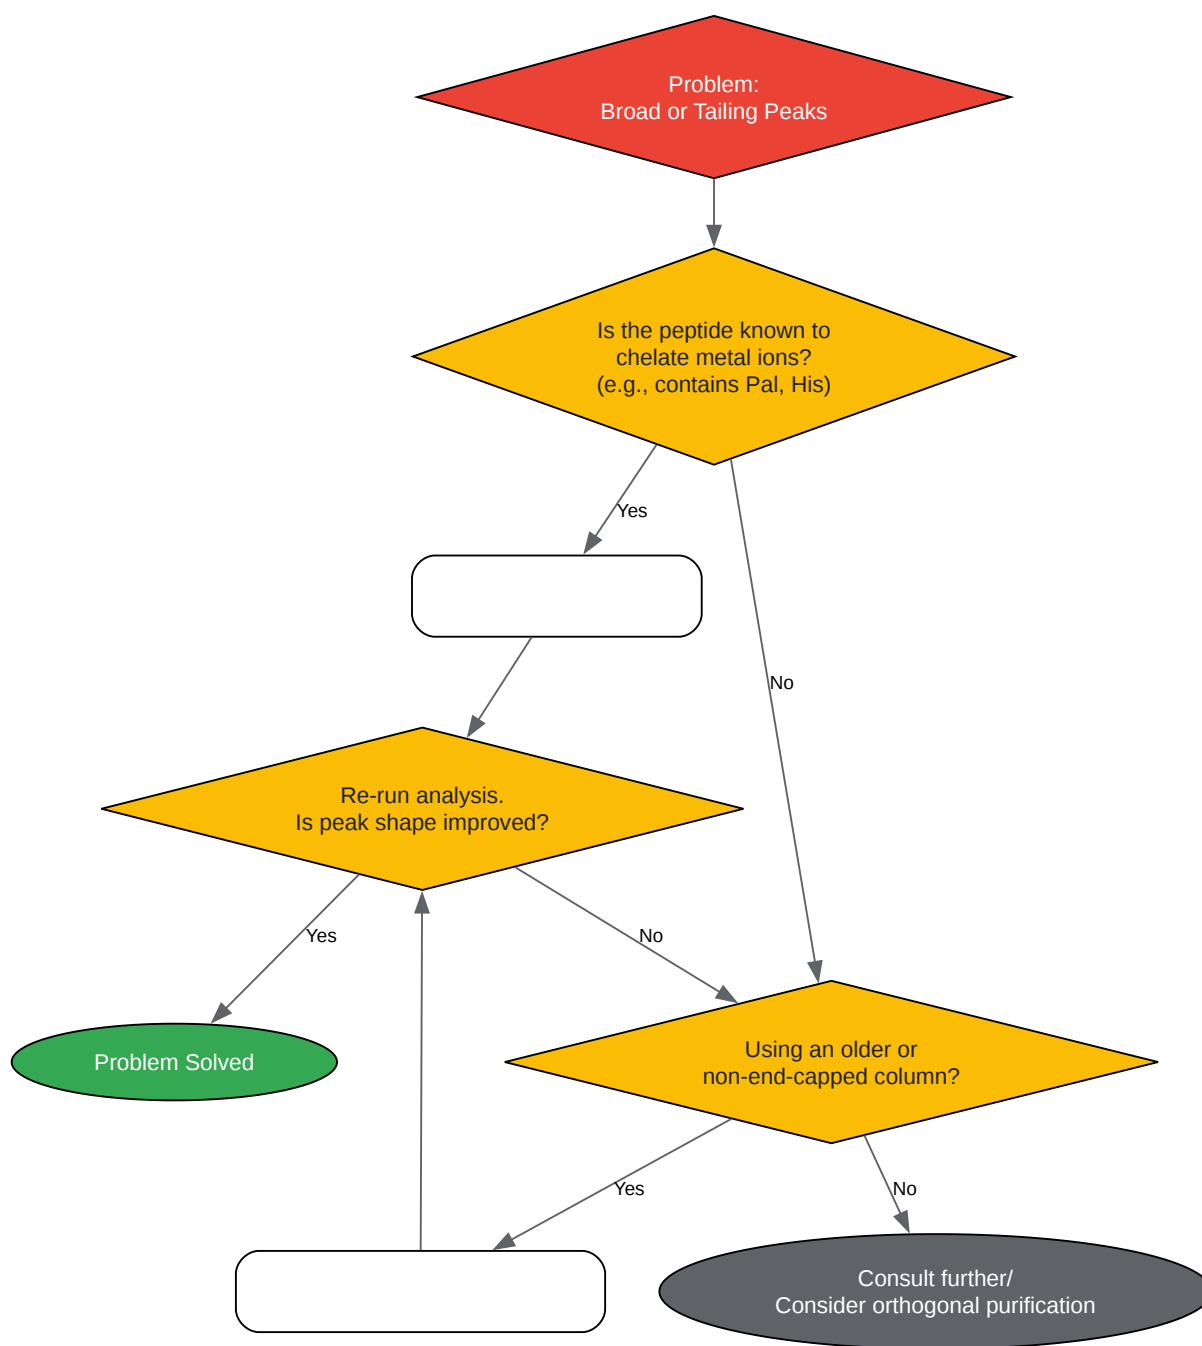 Problem:
Broad or Tailing Peaks
Is the peptide known to
chelate metal ions?
(e.g., contains Pal, His)
Yes
No
Re-run analysis.
Is peak shape improved?
Yes
No
Problem Solved
Using an older or
non-end-capped column?
Yes
No
Consult further/
Consider orthogonal purification